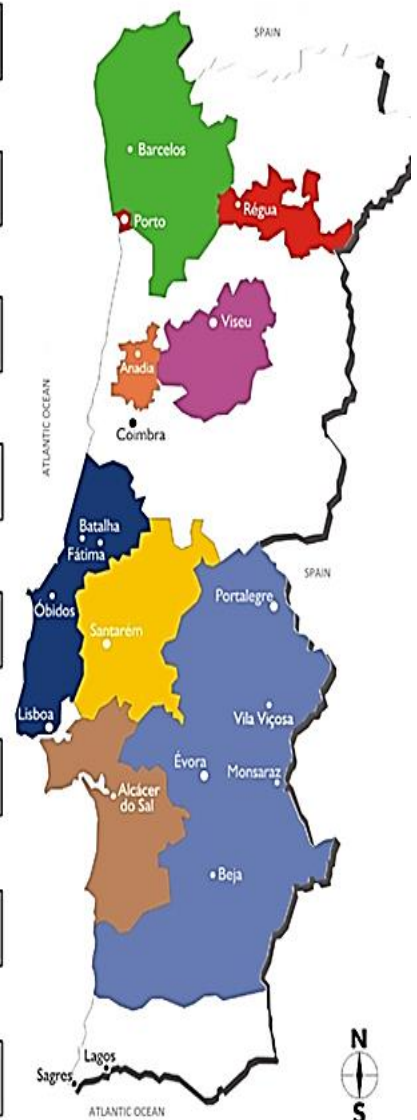 SPAIN
Barcelos
Régua
Porto
Viseu
Anadia
Coimbra
ATLANTIC OCEAN
Batalha
Fátima
SPAIN
Óbidos
Portalegre
Santarém
Lisboa
Vila Viçosa
Évora
Monsaraz
Alcácer
do Sal
Beja
N
S
Lagos
Sagres
ATLANTIC OCEAN